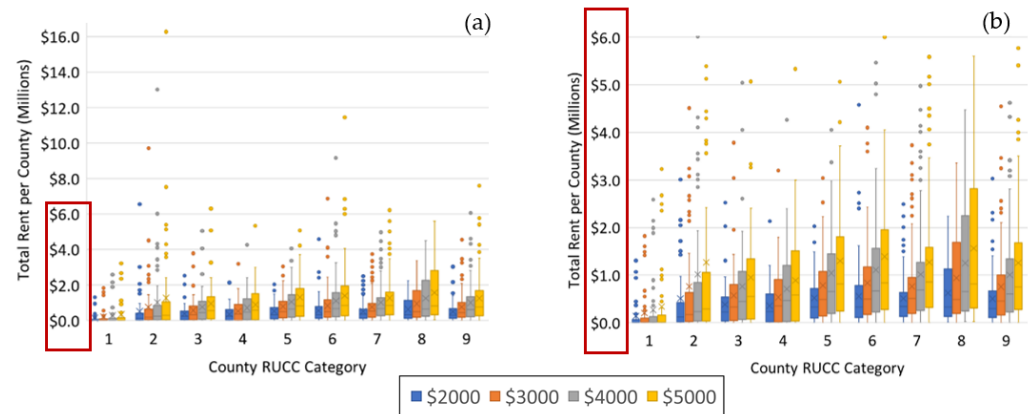 (a)
Total Rent per County (Millions)
$16.0
$14.0
$12.0
$10.0
$8.0
$6.0
$4.0
$2.0
$0.0
1 2 3 4 5 6 7 8 9
County RUCC Category
(b)
Total Rent per County (Millions)
$6.0
$5.0
$4.0
$3.0
$2.0
$1.0
$0.0
1 2 3 4 5 6 7 8 9
County RUCC Category
$2000 $3000 $4000 $5000